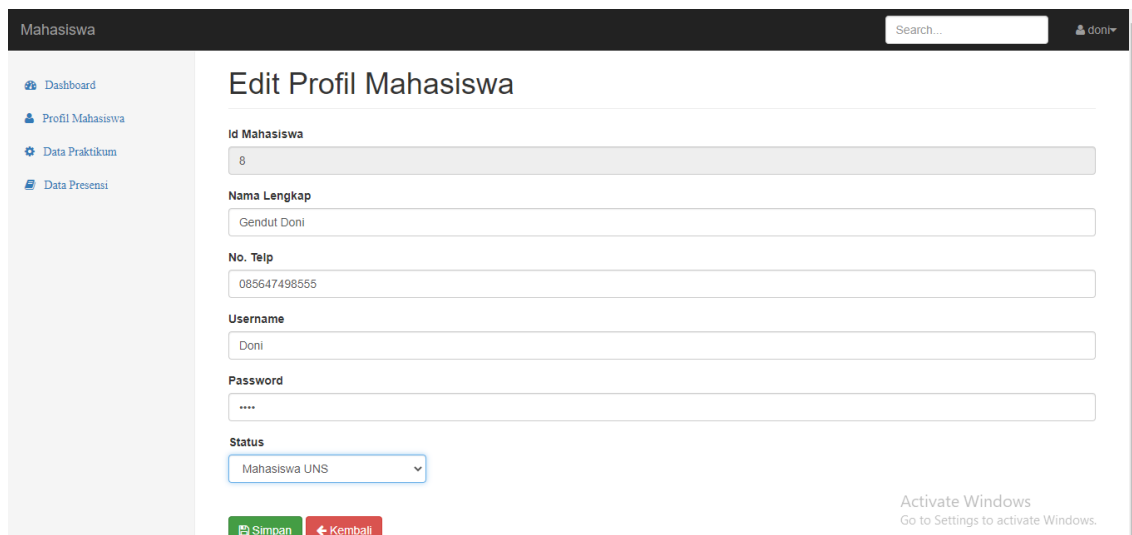 Mahasiswa
Search...
doni
Dashboard
Profil Mahasiswa
Data Praktikum
Data Presensi
Edit Profil Mahasiswa
Id Mahasiswa
8
Nama Lengkap
Gendut Doni
No. Telp
085647498555
Username
Doni
Password
••••
Status
Mahasiswa UNS
Simpan
Kembali
Activate Windows
Go to Settings to activate Windows.